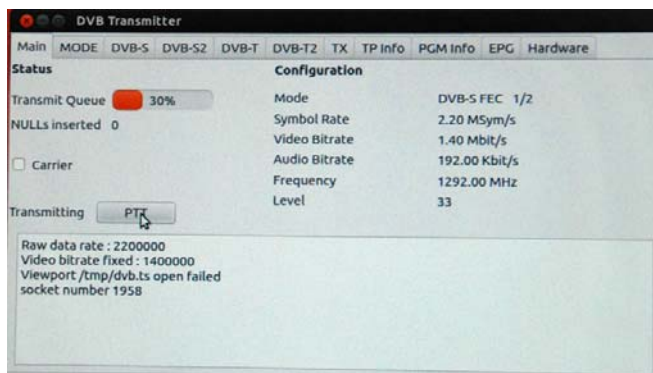 DVB Transmitter
Main MODE DVB-S DVB-S2 DVB-T DVB-T2 TX TP Info PGM Info EPG Hardware
Status
Transmit Queue 30%
NULLs inserted 0
Carrier
Transmitting PTT
Configuration
Mode DVB-S FEC 1/2
Symbol Rate 2.20 MSym/s
Video Bitrate 1.40 Mbit/s
Audio Bitrate 192.00 Kbit/s
Frequency 1292.00 MHz
Level 33
Raw data rate : 2200000
Video bitrate fixed : 1400000
Viewport /tmp/dvb.ts open failed
socket number 1958